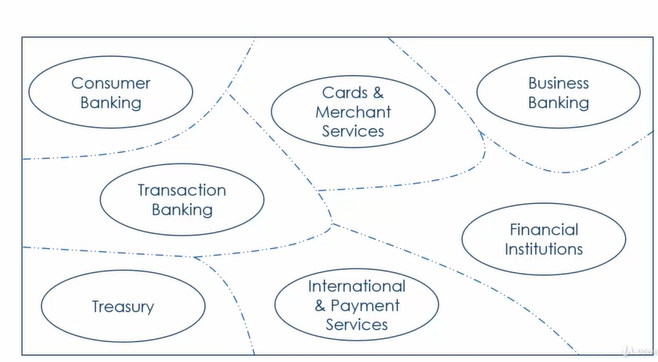 Consumer
Banking
Cards &
Merchant
Services
Business
Banking
Transaction
Banking
Financial
Institutions
Treasury
International
& Payment
Services